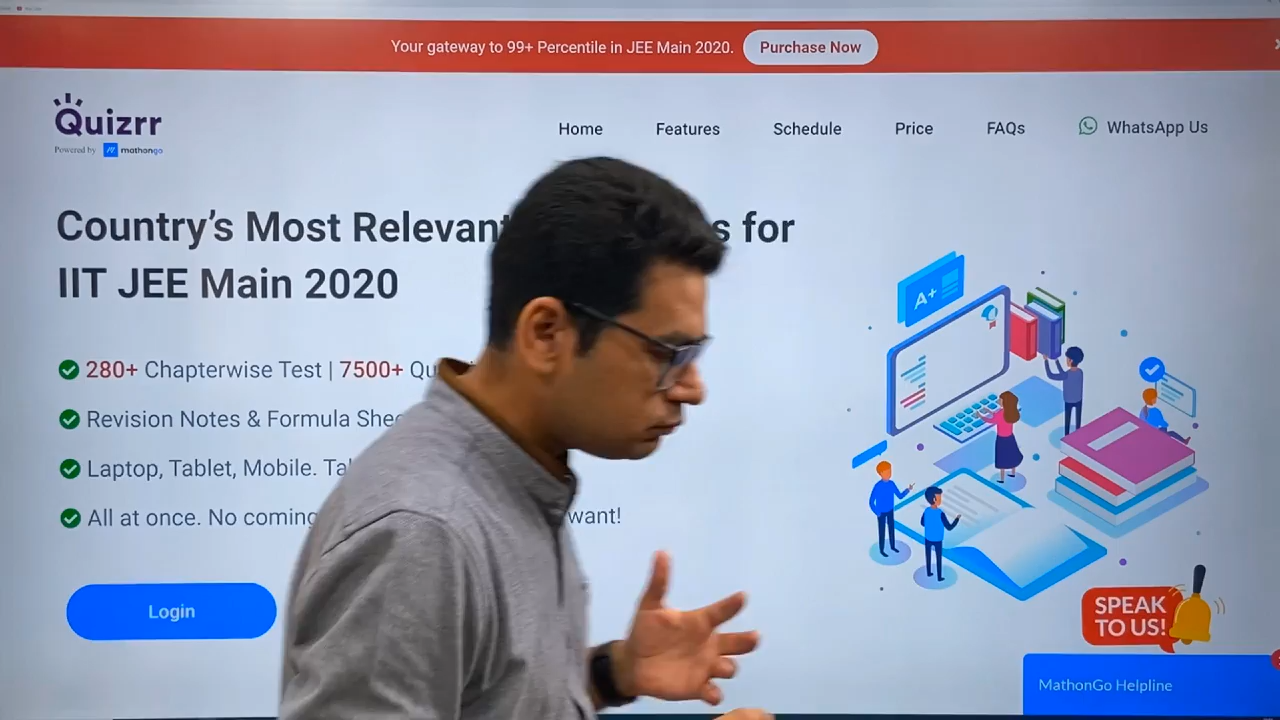 Your gateway to 99+ Percentile in JEE Main 2020. Purchase Now
Quizrr
Powered by mathongo
Home Features Schedule Price FAQs WhatsApp Us
Country's Most Relevant s for
IIT JEE Main 2020
280+ Chapterwise Test | 7500+
Revision Notes & Formula
Laptop, Tablet, Mobile.
All at once. No coming want!
Login
A+
SPEAK
TO US!
MathonGo Helpline